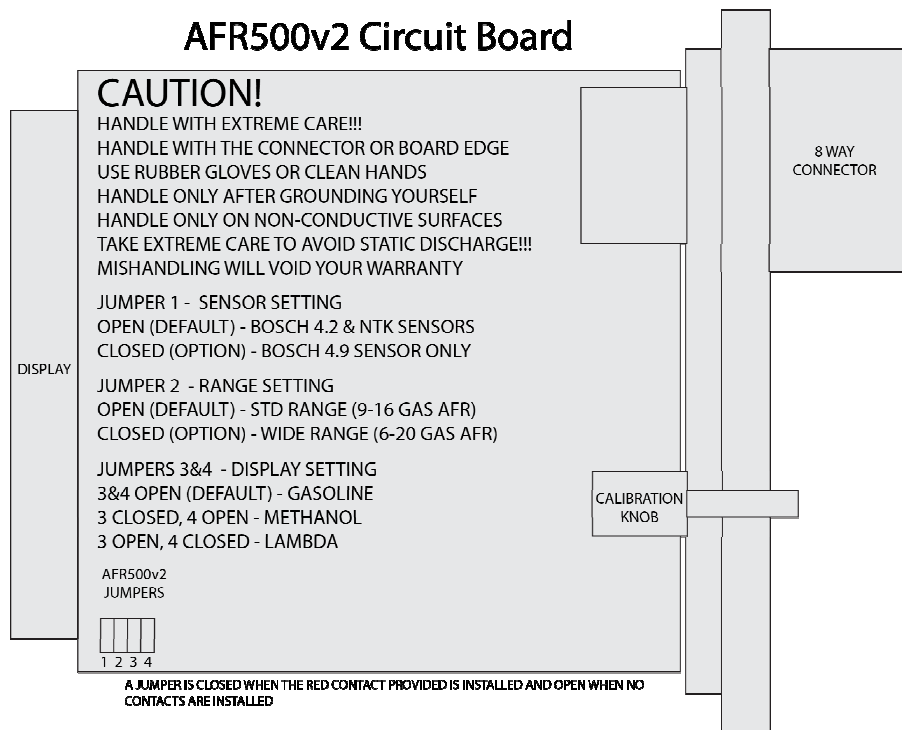 AFR500v2 Circuit Board
CAUTION!
HANDLE WITH EXTREME CARE!!!
HANDLE WITH THE CONNECTOR OR BOARD EDGE
USE RUBBER GLOVES OR CLEAN HANDS
HANDLE ONLY AFTER GROUNDING YOURSELF
HANDLE ONLY ON NON-CONDUCTIVE SURFACES
TAKE EXTREME CARE TO AVOID STATIC DISCHARGE!!!
MISHANDLING WILL VOID YOUR WARRANTY
JUMPER 1 - SENSOR SETTING
OPEN (DEFAULT) - BOSCH 4.2 & NTK SENSORS
CLOSED (OPTION) - BOSCH 4.9 SENSOR ONLY
JUMPER 2 - RANGE SETTING
OPEN (DEFAULT) - STD RANGE (9-16 GAS AFR)
CLOSED (OPTION) - WIDE RANGE (6-20 GAS AFR)
JUMPERS 3&4 - DISPLAY SETTING
3&4 OPEN (DEFAULT) - GASOLINE
3 CLOSED, 4 OPEN - METHANOL
3 OPEN, 4 CLOSED - LAMBDA
AFR500v2
JUMPERS
1 2 3 4
DISPLAY
8 WAY
CONNECTOR
CALIBRATION
KNOB
A JUMPER IS CLOSED WHEN THE RED CONTACT PROVIDED IS INSTALLED AND OPEN WHEN NO
CONTACTS ARE INSTALLED